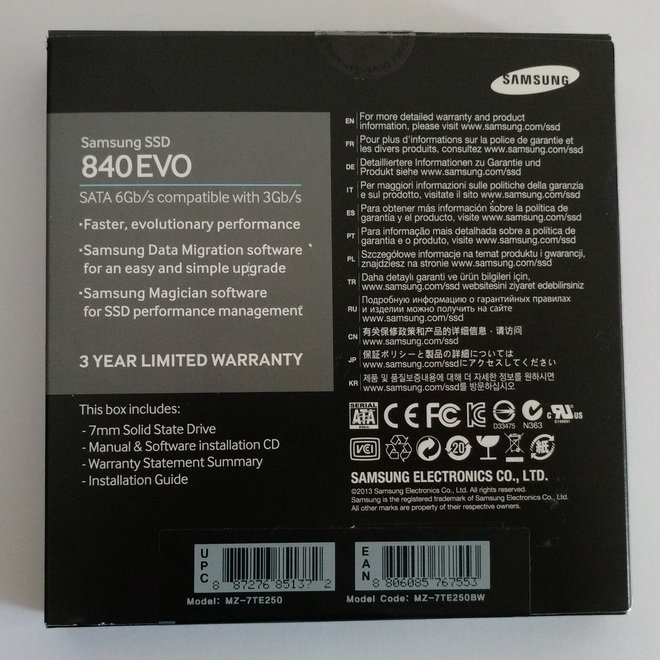 SAMSUNG
Samsung SSD
840 EVO
SATA 6Gb/s compatible with 3Gb/s
·Faster, evolutionary performance
·Samsung Data Migration software
for an easy and simple upgrade
·Samsung Magician software
for SSD performance management
3 YEAR LIMITED WARRANTY
This box includes:
- 7mm Solid State Drive
- Manual & Software installation CD
- Warranty Statement Summary
- Installation Guide
EN For more detailed warranty and product
information, please visit www.samsung.com/ssd
FR Pour plus d'informations sur la police de garantie et
les divers produits, consultez www.samsung.com/ssd
DE Detailliertere Informationen zu Garantie und
Produkt siehe www.samsung.com/ssd
IT Per maggiori informazioni sulle politiche della garanzia
e sul prodotto, visitate il sito www.samsung.com/ssd
ES Para obtener más información sobre la política de
garantía y el producto, visite www.samsung.com/ssd
PT Para informação mais detalhada sobre a política de
garantia e o produto, visite www.samsung.com/ssd
PL Szczegółowe informacje na temat produktu i gwarancji,
znajdziesz na stronie www.samsung.com/ssd
TR Daha detaylı garanti ve ürün bilgileri için,
www.samsung.com/ssd websitesini ziyaret edebilirsiniz
RU Подробную информацию о гарантийных правилах
и изделии можно получить на сайте
www.samsung.com/ssd
CN 有关保修政策和产品的详细信息，请访问
www.samsung.com/ssd
JP 保証ポリシーと製品の詳細については
www.samsung.com/ssdにアクセスしてください
KR 제품 및 품질보증내용에 대해 더 자세한 정보를 원하시면
www.samsung.com/ssd를 방문하십시오
SERIAL
ATA
CE FC
D33475
N363
c RU US
E146891
VCI
20
SAMSUNG ELECTRONICS CO., LTD.
©2013 Samsung Electronics Co., Ltd. All rights reserved.
Samsung is the registered trademark of Samsung Electronics Co., Ltd.
All other marks are property of their respective owners.
UPC
8 87276 85137 2
Model: MZ-7TE250
EAN
8 806085 767553
Model Code: MZ-7TE250BW